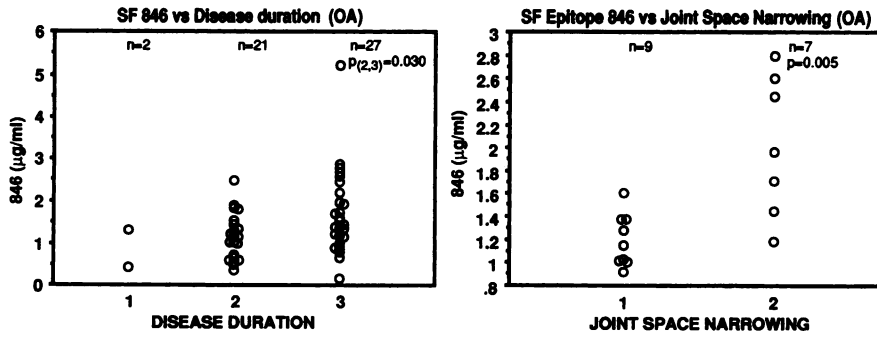 SF 846 vs Disease duration (OA)
6
5
4
3
2
1
0
846 (µg/ml)
n=2
n=21
n=27
p(2,3)=0.030
1
2
3
DISEASE DURATION
SF Epitope 846 vs Joint Space Narrowing (OA)
3
2.8
2.6
2.4
2.2
2
1.8
1.6
1.4
1.2
1
.8
846 (µg/ml)
n=9
n=7
p=0.005
1
2
JOINT SPACE NARROWING